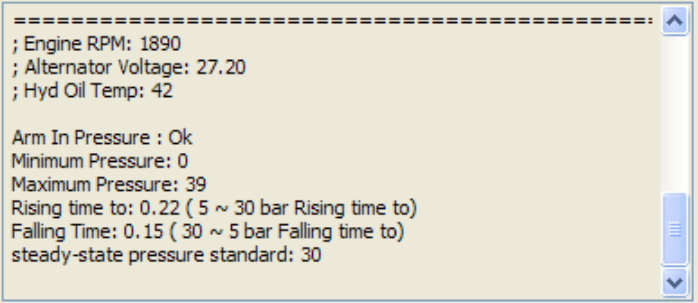 ==============================================
; Engine RPM: 1890
; Alternator Voltage: 27.20
; Hyd Oil Temp: 42
Arm In Pressure : Ok
Minimum Pressure: 0
Maximum Pressure: 39
Rising time to: 0.22 ( 5 ~ 30 bar Rising time to)
Falling Time: 0.15 ( 30 ~ 5 bar Falling time to)
steady-state pressure standard: 30